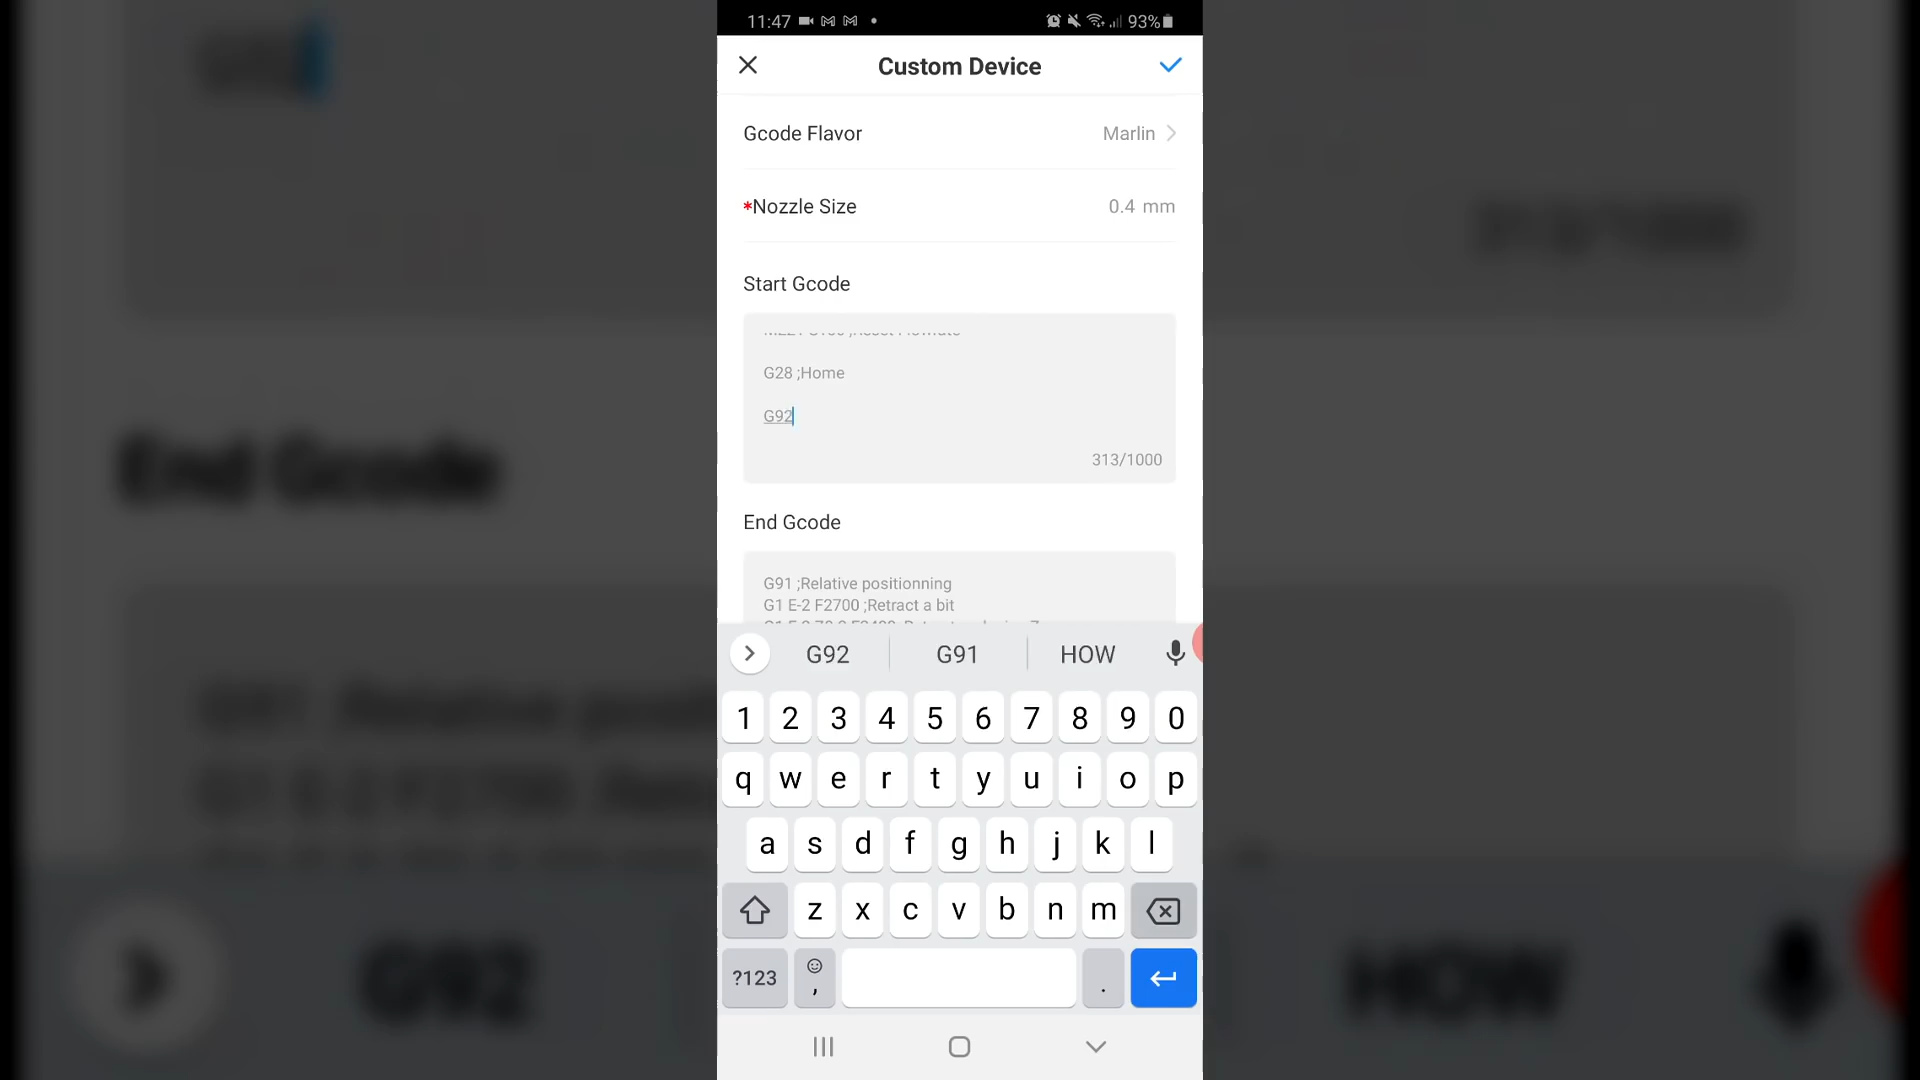 11:47 93%
Custom Device
Gcode Flavor Marlin
*Nozzle Size 0.4 mm
Start Gcode
G28 ;Home
G92
313/1000
End Gcode
G91 ;Relative positionning
G1 E-2 F2700 ;Retract a bit
G92 G91 HOW
1 2 3 4 5 6 7 8 9 0
q w e r t y u i o p
a s d f g h j k l
z x c v b n m
?123 , .